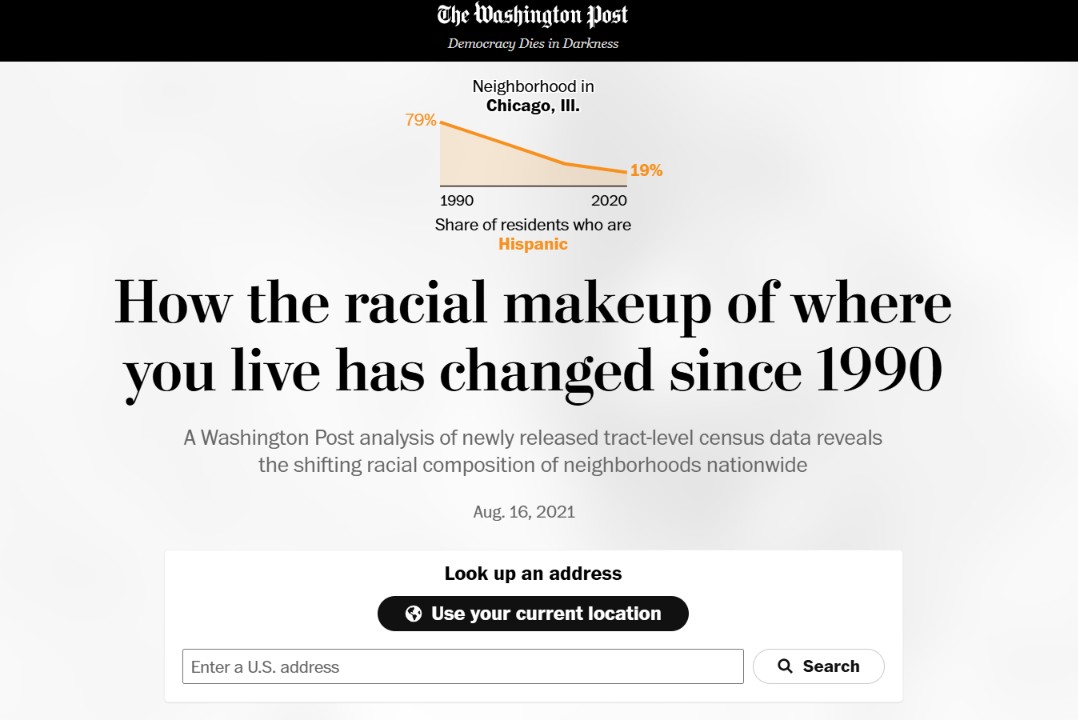 The Washington Post
Democracy Dies in Darkness
Neighborhood in
Chicago, Ill.
79%
19%
1990 2020
Share of residents who are
Hispanic
How the racial makeup of where
you live has changed since 1990
A Washington Post analysis of newly released tract-level census data reveals
the shifting racial composition of neighborhoods nationwide
Aug. 16, 2021
Look up an address
Use your current location
Enter a U.S. address Search